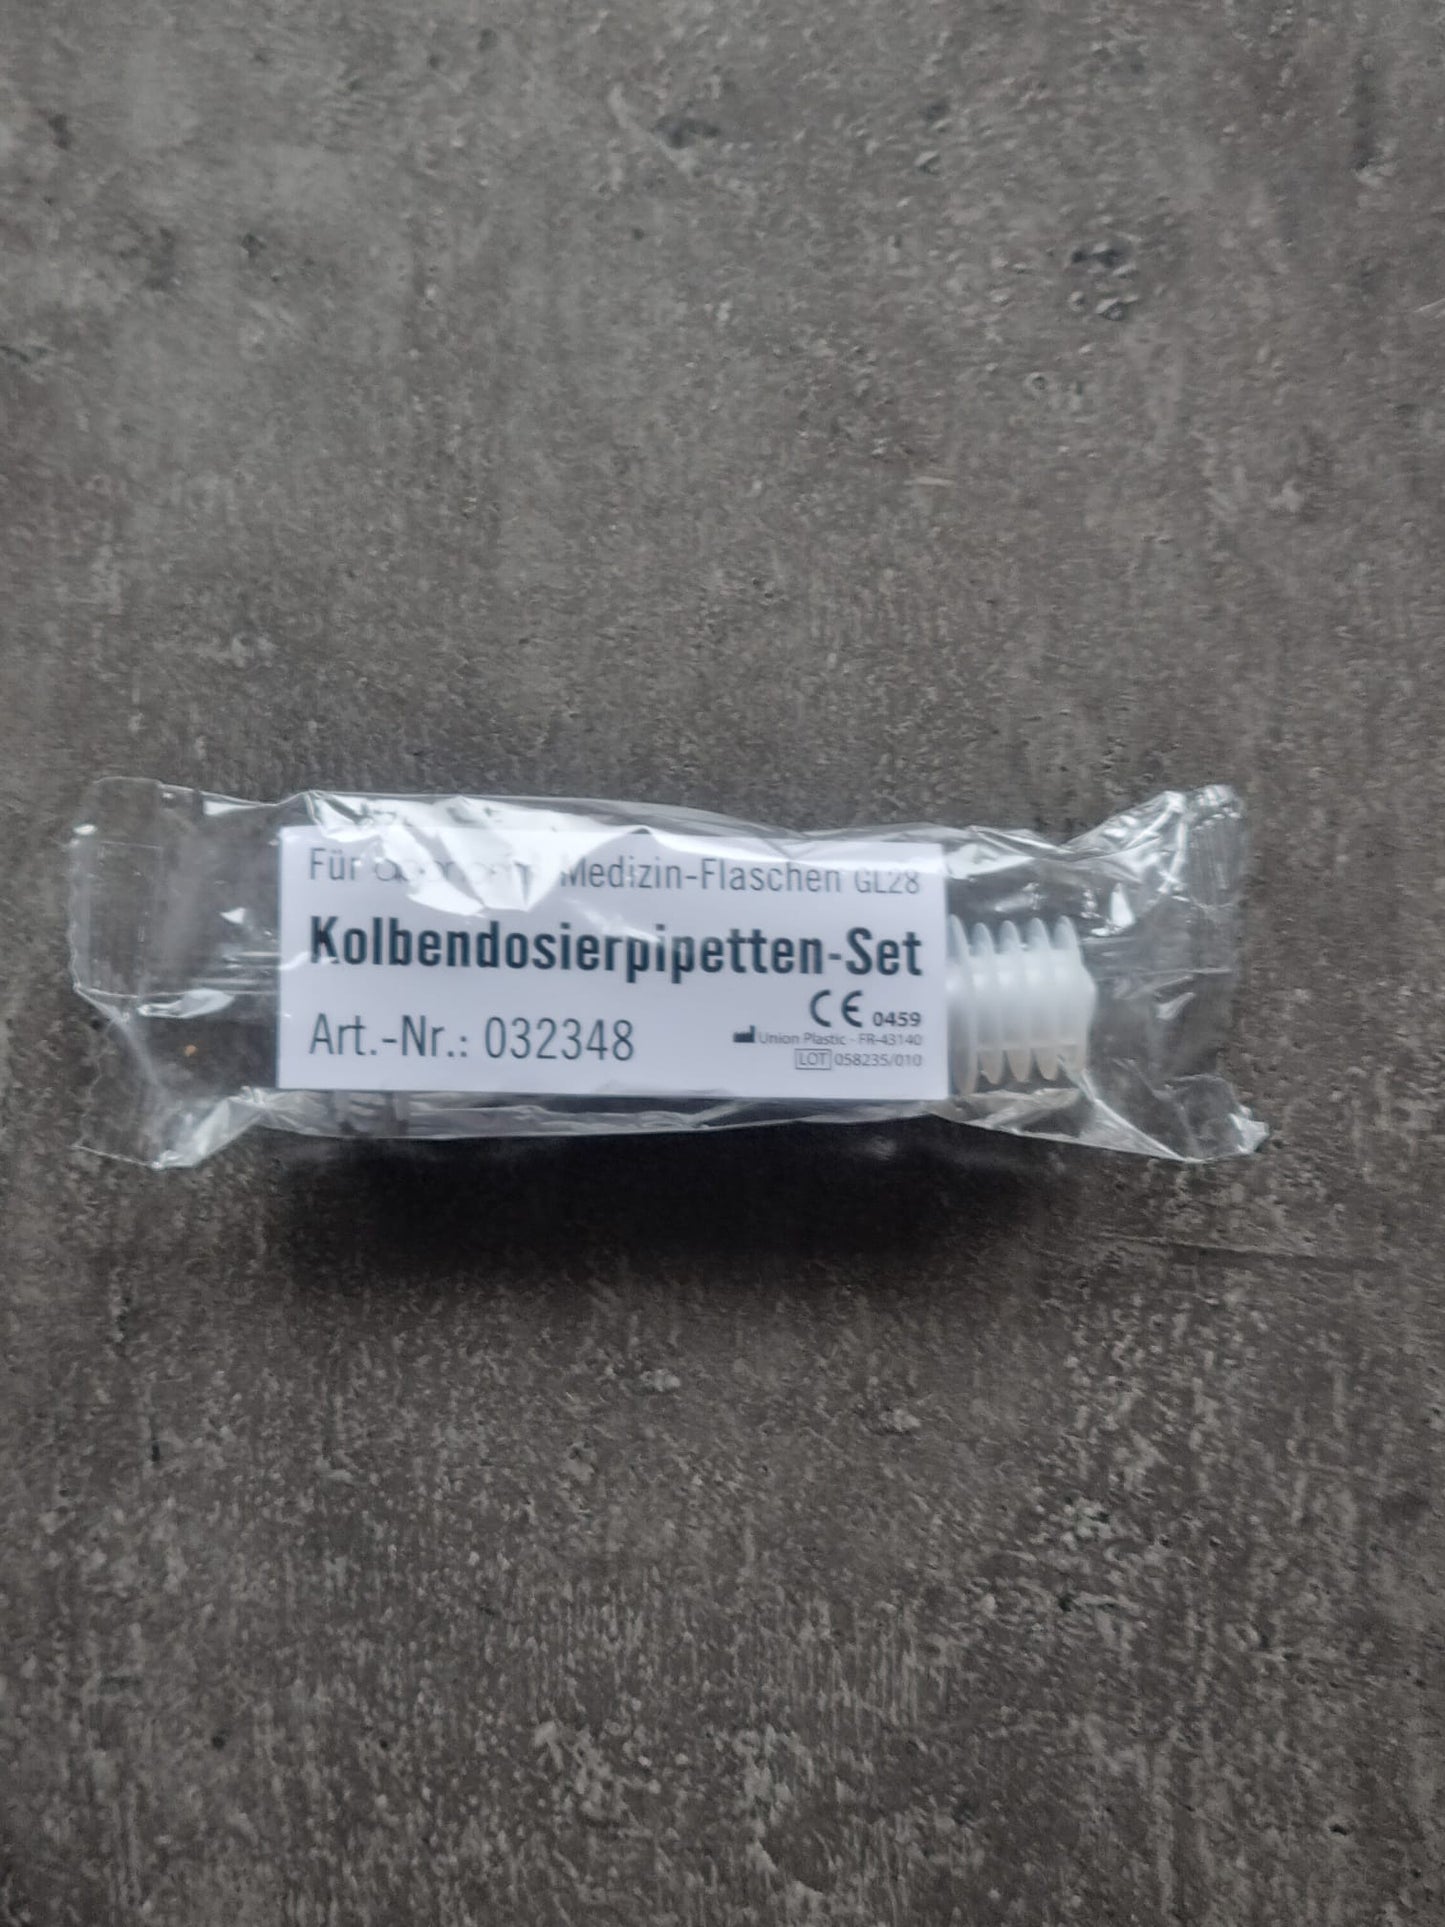 Für Medizin-Flaschen GL28
Kolbendosierpipetten-Set
Art.-Nr.: 032348
CE 0459
Union Plastic - FR-43140
LOT 058235/010